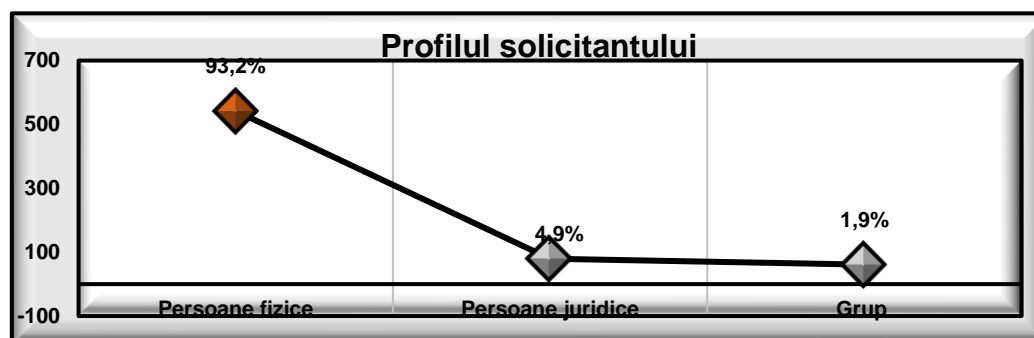 Profilul solicitantului
700
500
300
100
-100
93,2%
4,9%
1,9%
Persoane fizice
Persoane juridice
Grup